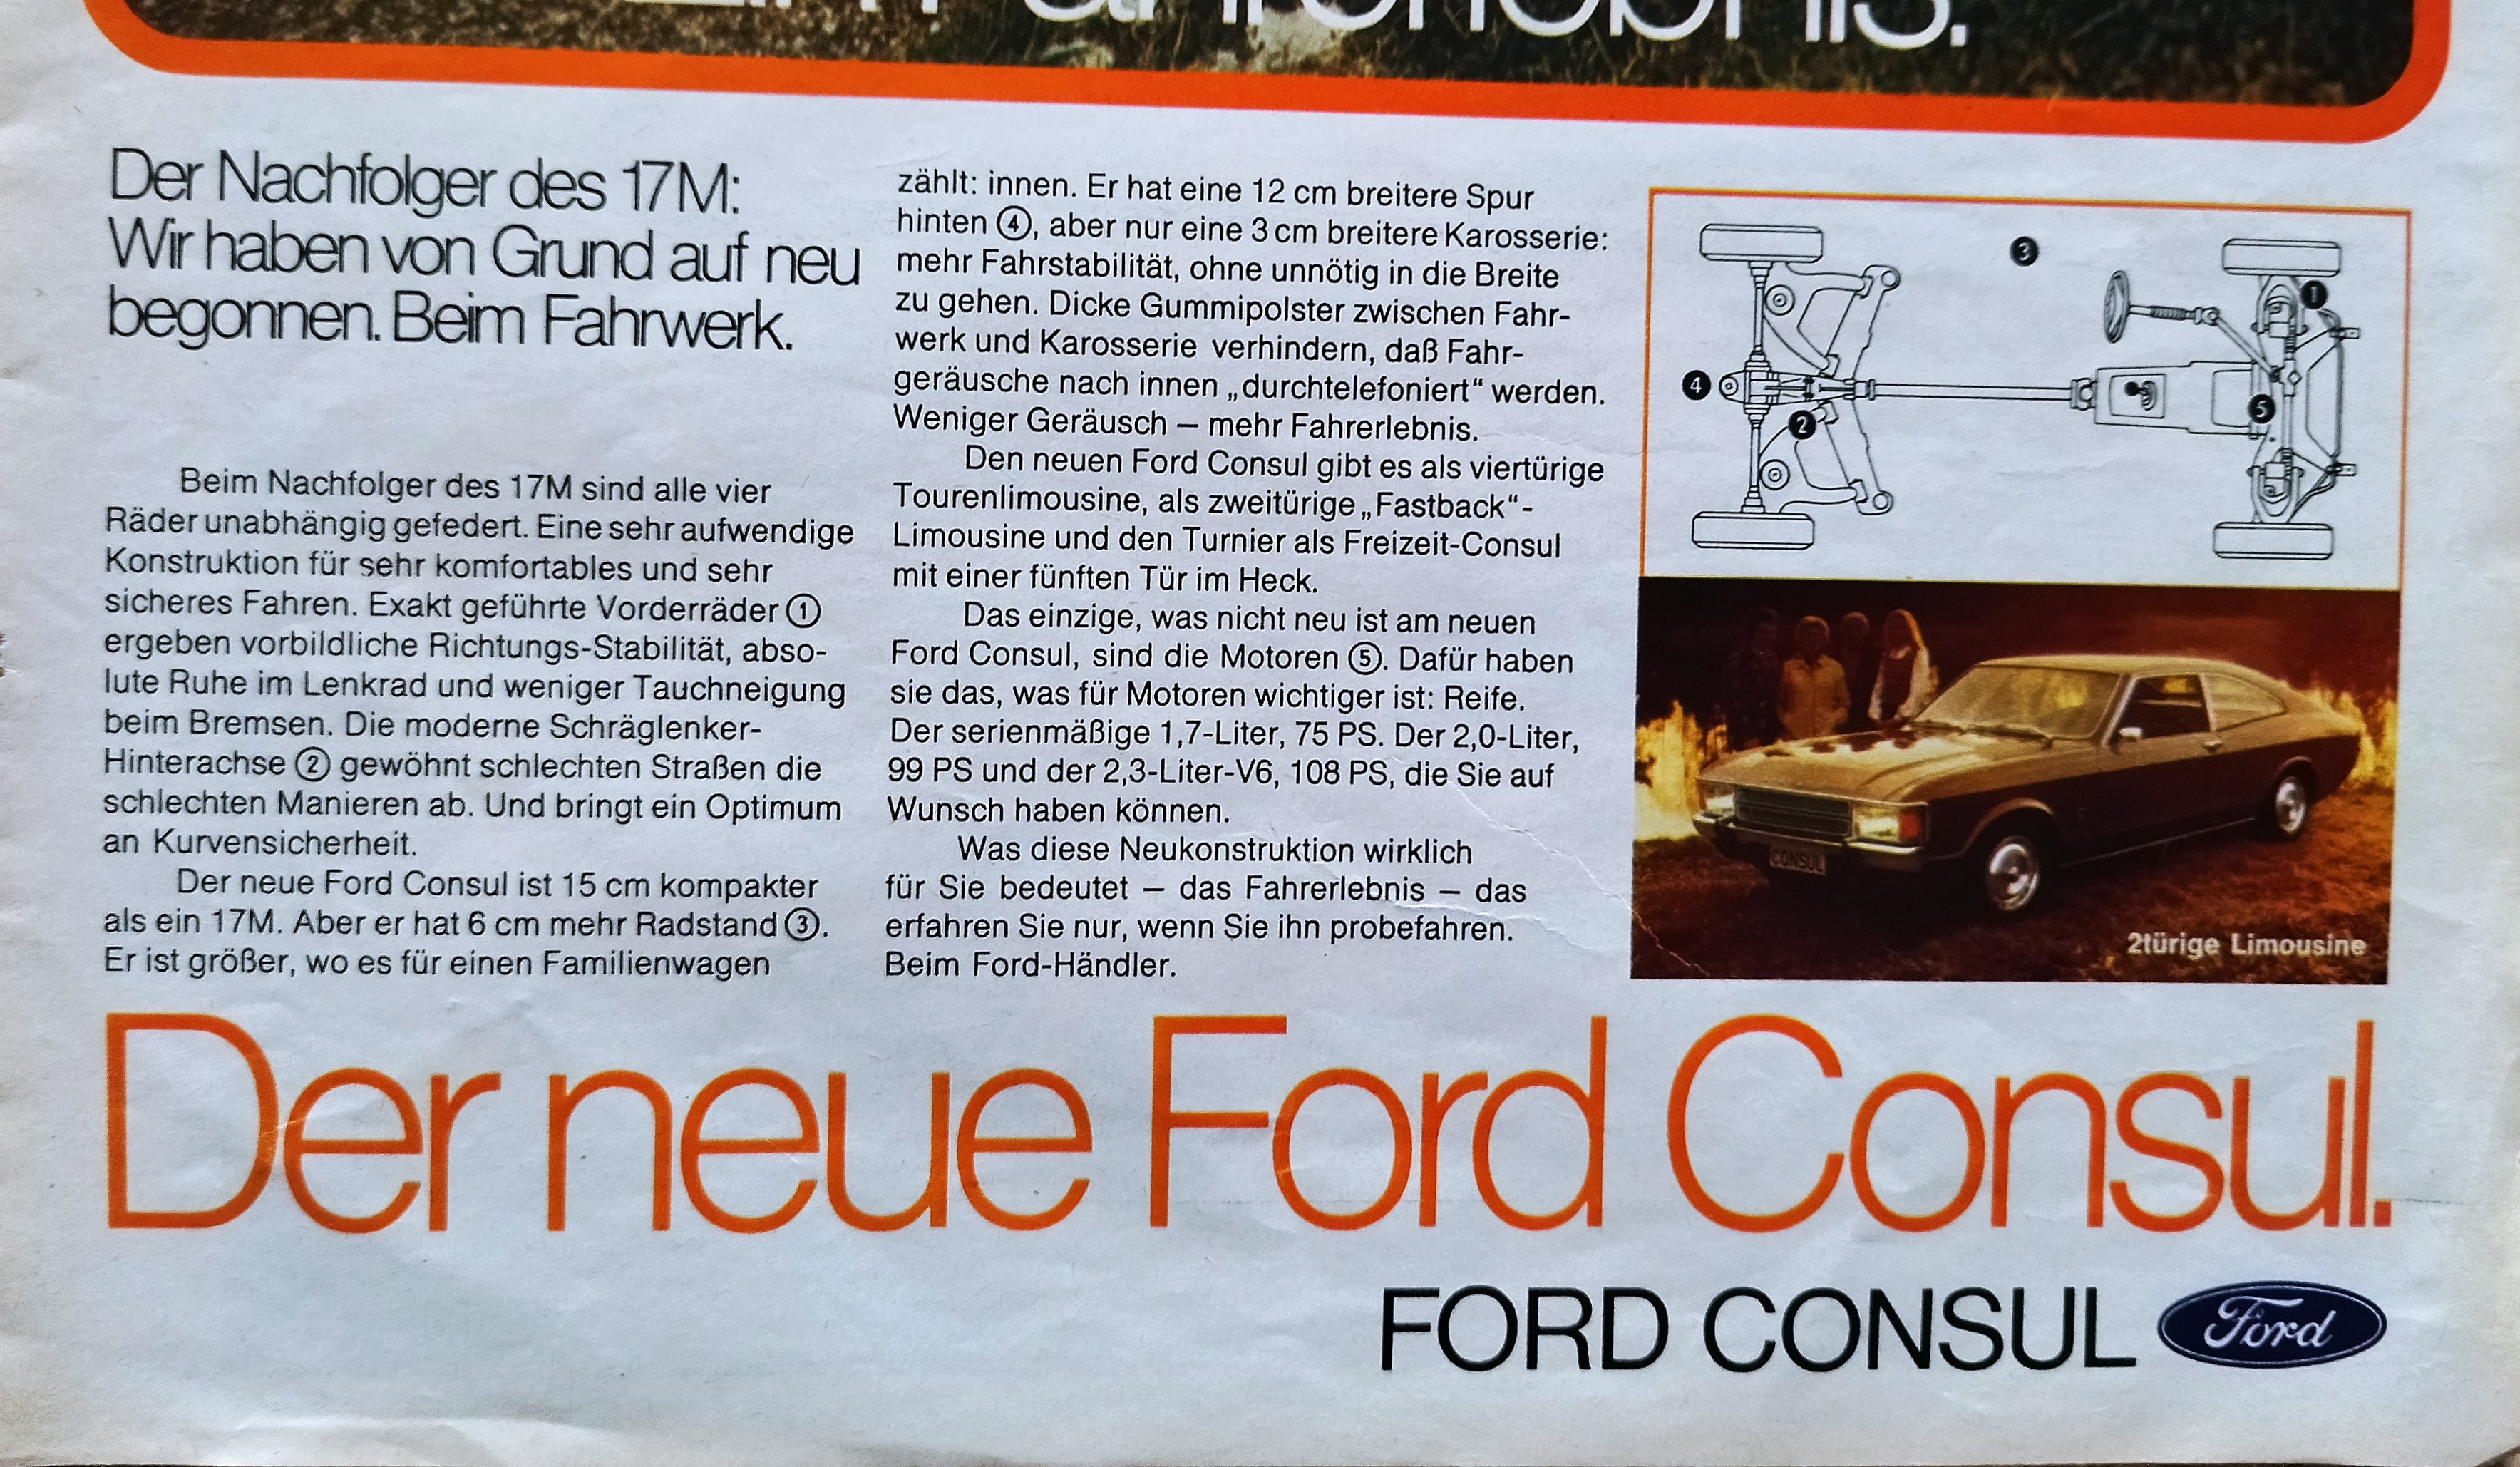 Der Nachfolger des 17M:
Wir haben von Grund auf neu
begonnen. Beim Fahrwerk.
Beim Nachfolger des 17M sind alle vier
Räder unabhängig gefedert. Eine sehr aufwendige
Konstruktion für sehr komfortables und sehr
sicheres Fahren. Exakt geführte Vorderräder ①
ergeben vorbildliche Richtungs-Stabilität, abso-
lute Ruhe im Lenkrad und weniger Tauchneigung
beim Bremsen. Die moderne Schräglenker-
Hinterachse ② gewöhnt schlechten Straßen die
schlechten Manieren ab. Und bringt ein Optimum
an Kurvensicherheit.
Der neue Ford Consul ist 15 cm kompakter
als ein 17M. Aber er hat 6 cm mehr Radstand ③.
Er ist größer, wo es für einen Familienwagen
zählt: innen. Er hat eine 12 cm breitere Spur
hinten ④, aber nur eine 3 cm breitere Karosserie:
mehr Fahrstabilität, ohne unnötig in die Breite
zu gehen. Dicke Gummipolster zwischen Fahr-
werk und Karosserie verhindern, daß Fahr-
geräusche nach innen „durchtelefoniert“ werden.
Weniger Geräusch – mehr Fahrerlebnis.
Den neuen Ford Consul gibt es als viertürige
Tourenlimousine, als zweitürige „Fastback“-
Limousine und den Turnier als Freizeit-Consul
mit einer fünften Tür im Heck.
Das einzige, was nicht neu ist am neuen
Ford Consul, sind die Motoren ⑤. Dafür haben
sie das, was für Motoren wichtiger ist: Reife.
Der serienmäßige 1,7-Liter, 75 PS. Der 2,0-Liter,
99 PS und der 2,3-Liter-V6, 108 PS, die Sie auf
Wunsch haben können.
Was diese Neukonstruktion wirklich
für Sie bedeutet – das Fahrerlebnis – das
erfahren Sie nur, wenn Sie ihn probefahren.
Beim Ford-Händler.
❸
❶
❹
❷
❺
CONSUL
2türige Limousine
Der neue Ford Consul.
FORD CONSUL Ford